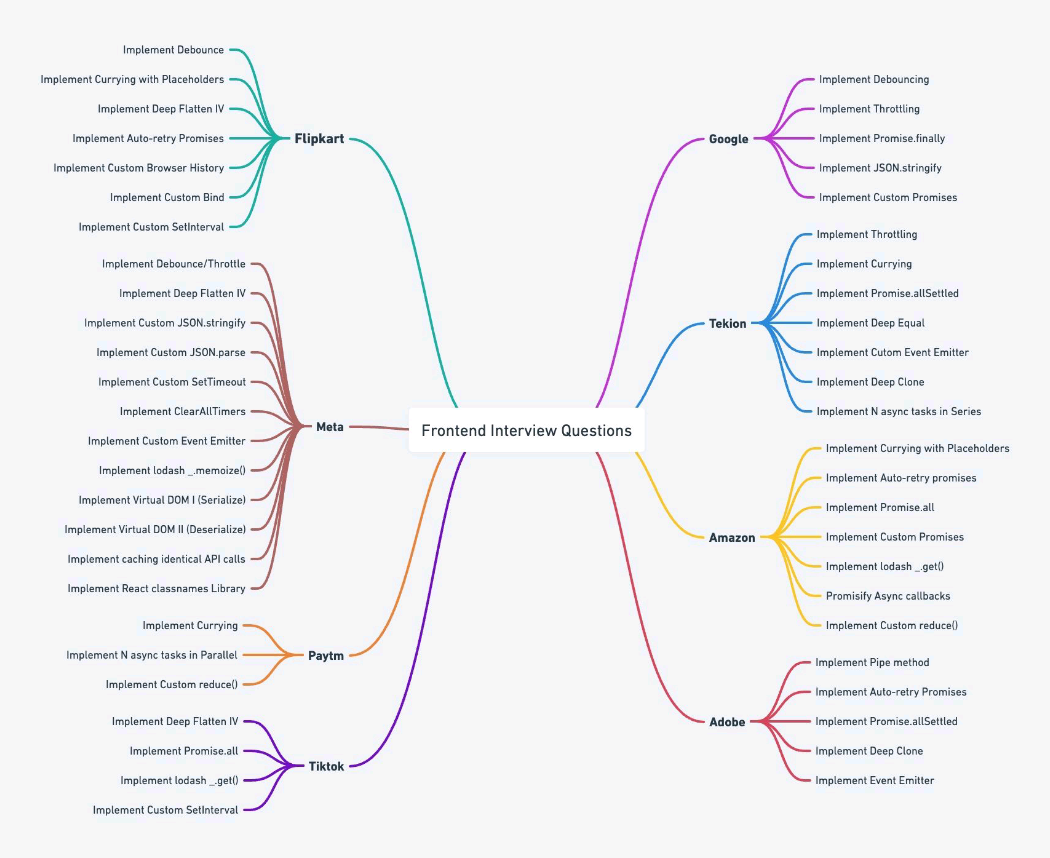 Frontend Interview Questions
Flipkart
Implement Debounce
Implement Currying with Placeholders
Implement Deep Flatten IV
Implement Auto-retry Promises
Implement Custom Browser History
Implement Custom Bind
Implement Custom SetInterval
Meta
Implement Debounce/Throttle
Implement Deep Flatten IV
Implement Custom JSON.stringify
Implement Custom JSON.parse
Implement Custom SetTimeout
Implement ClearAllTimers
Implement Custom Event Emitter
Implement lodash _.memoize()
Implement Virtual DOM I (Serialize)
Implement Virtual DOM II (Deserialize)
Implement caching identical API calls
Implement React classnames Library
Paytm
Implement Currying
Implement N async tasks in Parallel
Implement Custom reduce()
Tiktok
Implement Deep Flatten IV
Implement Promise.all
Implement lodash _.get()
Implement Custom SetInterval
Google
Implement Debouncing
Implement Throttling
Implement Promise.finally
Implement JSON.stringify
Implement Custom Promises
Tekion
Implement Throttling
Implement Currying
Implement Promise.allSettled
Implement Deep Equal
Implement Cutom Event Emitter
Implement Deep Clone
Implement N async tasks in Series
Amazon
Implement Currying with Placeholders
Implement Auto-retry promises
Implement Promise.all
Implement Custom Promises
Implement lodash _.get()
Promisify Async callbacks
Implement Custom reduce()
Adobe
Implement Pipe method
Implement Auto-retry Promises
Implement Promise.allSettled
Implement Deep Clone
Implement Event Emitter